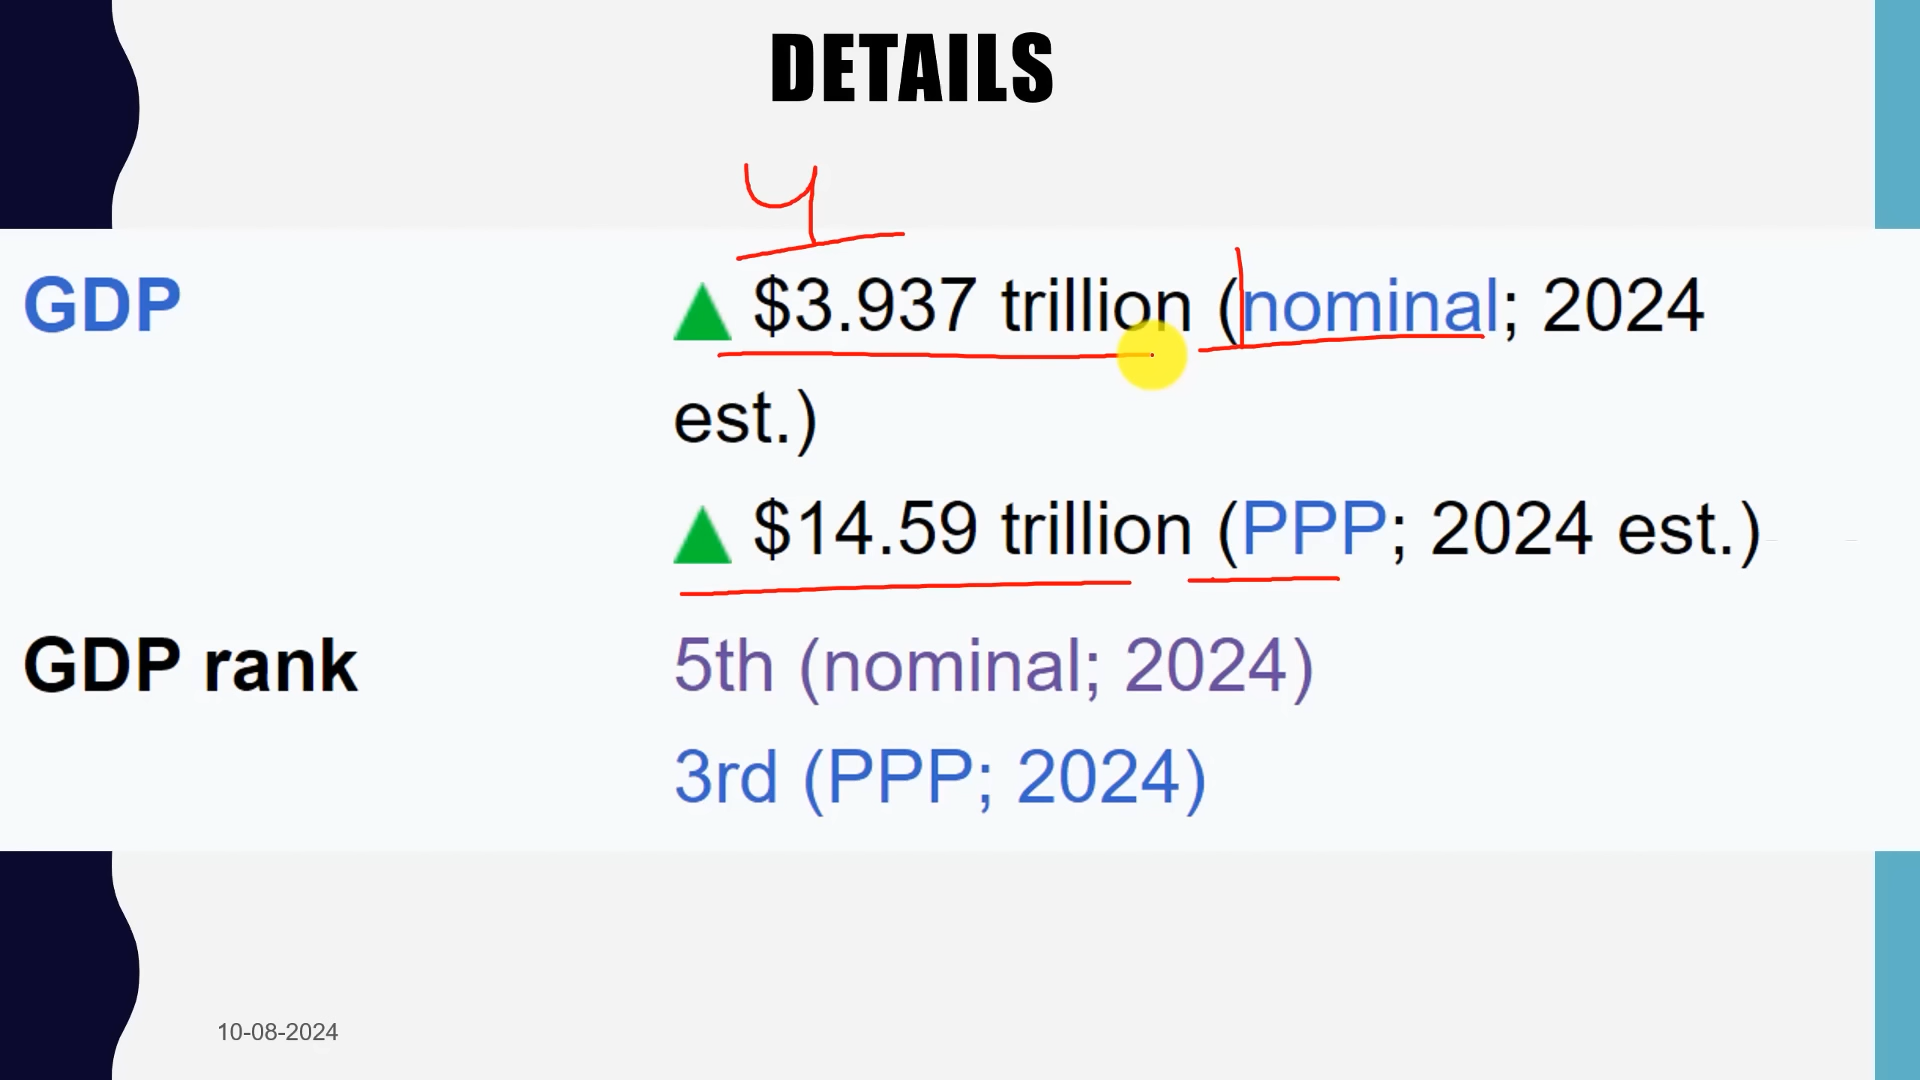 DETAILS
4
GDP ▲ $3.937 trillion (nominal; 2024
est.)
▲ $14.59 trillion (PPP; 2024 est.)
GDP rank 5th (nominal; 2024)
3rd (PPP; 2024)
10-08-2024